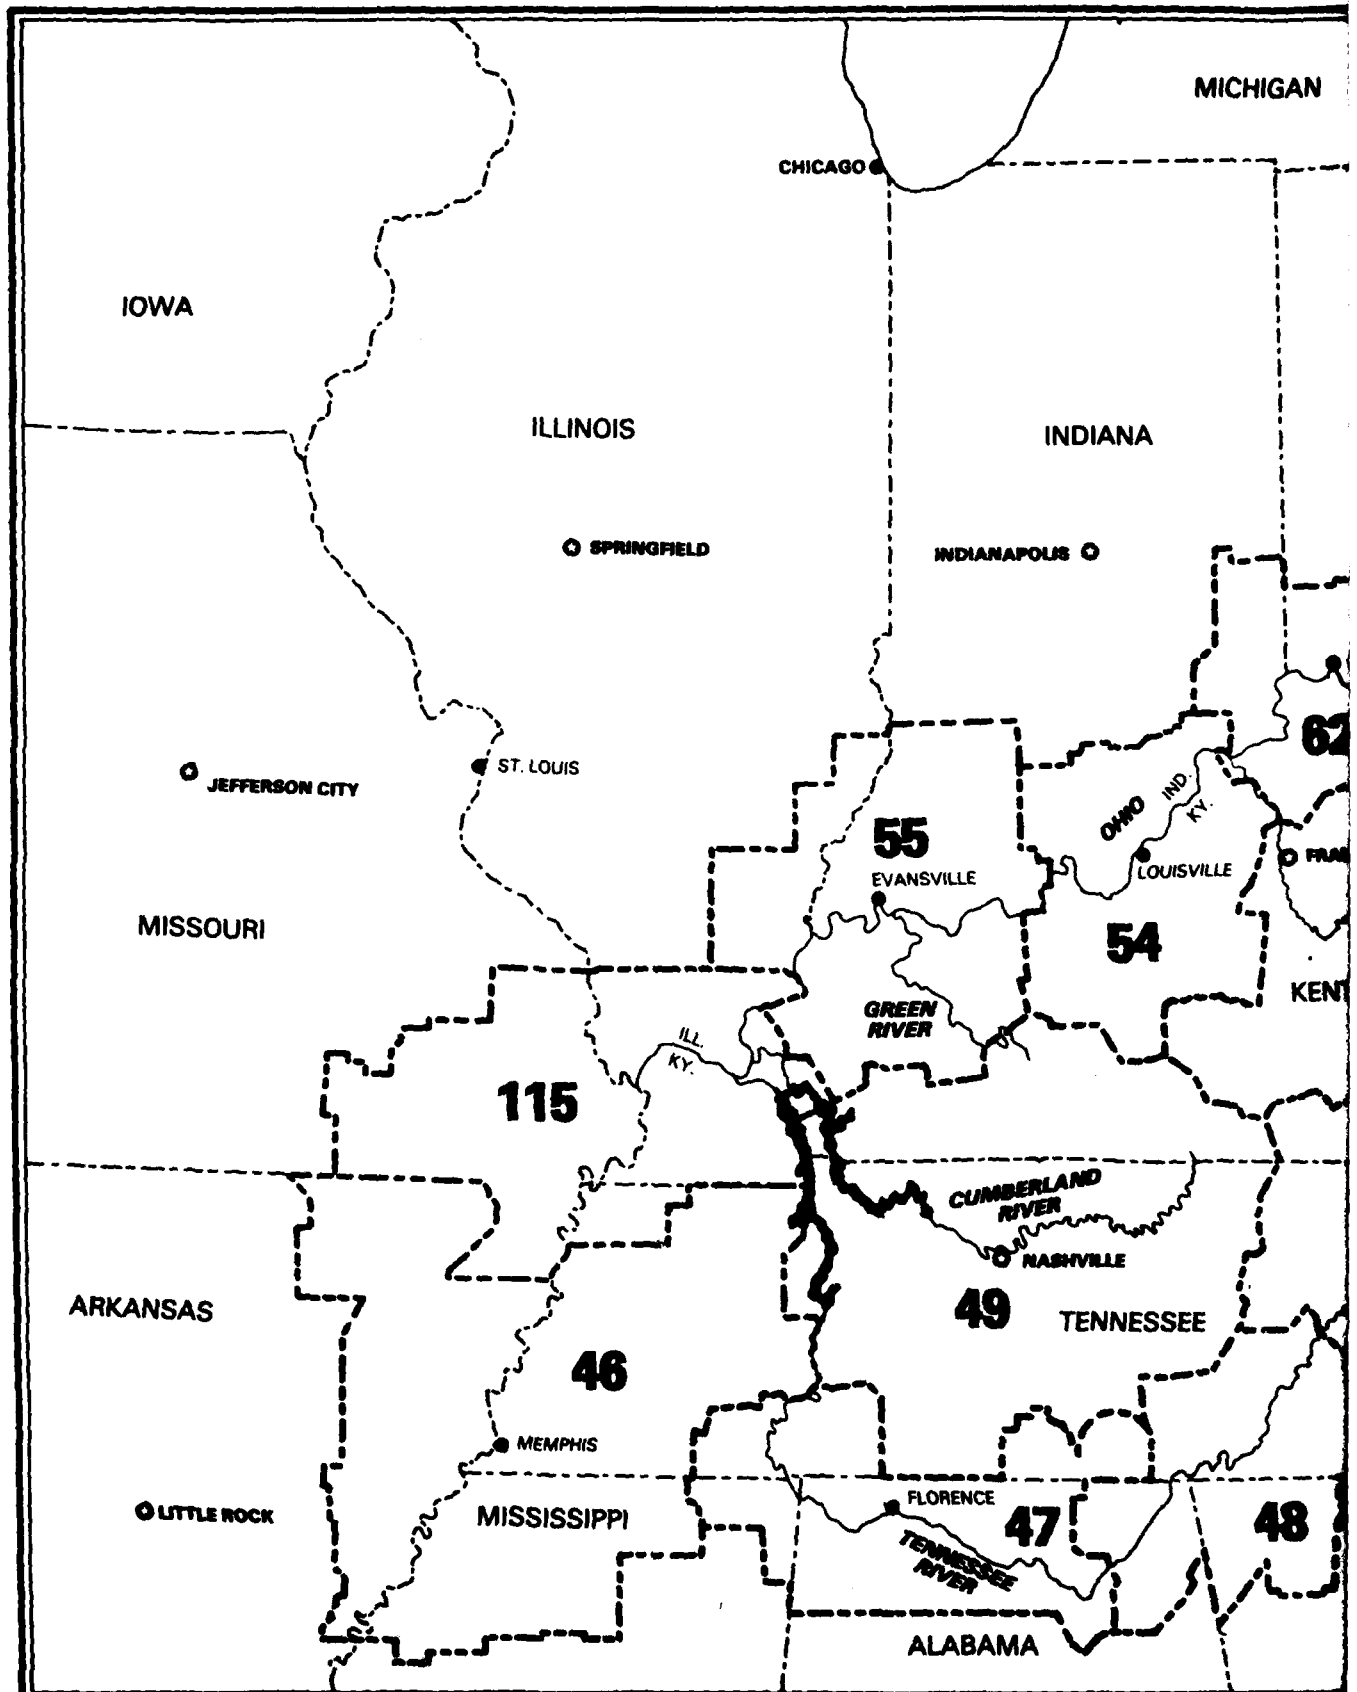 MICHIGAN
CHICAGO
IOWA
ILLINOIS
INDIANA
SPRINGFIELD
INDIANAPOLIS
62
ST. LOUIS
JEFFERSON CITY
OHIO
IND.
KY.
55
LOUISVILLE
FRA
EVANSVILLE
MISSOURI
54
KENT
GREEN
RIVER
ILL.
KY.
115
CUMBERLAND
RIVER
NASHVILLE
ARKANSAS
49
TENNESSEE
46
MEMPHIS
FLORENCE
LITTLE ROCK
MISSISSIPPI
47
48
TENNESSEE
RIVER
ALABAMA